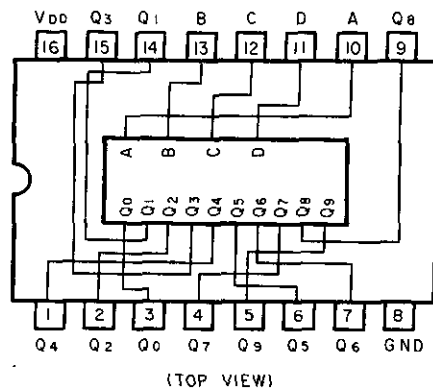 VDD Q3 Q1 B C D A Q8
16 15 14 13 12 11 10 9
A B C D
Q0 Q1 Q2 Q3 Q4 Q5 Q6 Q7 Q8 Q9
1 2 3 4 5 6 7 8
Q4 Q2 Q0 Q7 Q9 Q5 Q6 GND
(TOP VIEW)